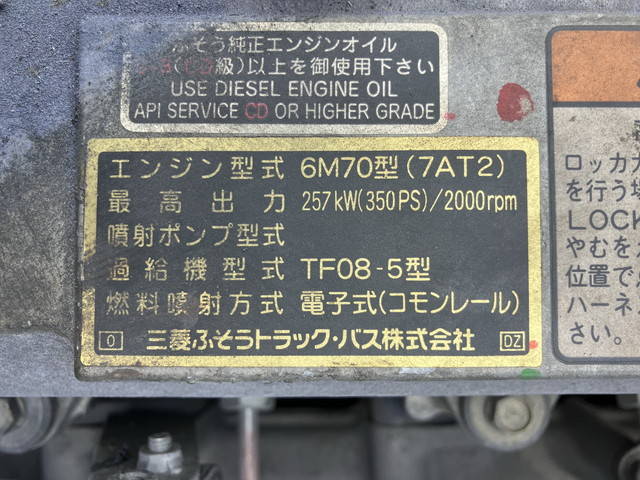 ふそう純正エンジンオイル
級)以上を御使用下さい
USE DIESEL ENGINE OIL
API SERVICE CD OR HIGHER GRADE
エンジン型式 6M70型(7AT2)
最高出力 257kW(350PS)/2000rpm
噴射ポンプ型式
過給機型式 TF08-5型
燃料噴射方式 電子式(コモンレール)
0 三菱ふそうトラック・バス株式会社 DZ
ロッカカ
を行う
LOCK
やむを
位置で
ハーネ
さい。